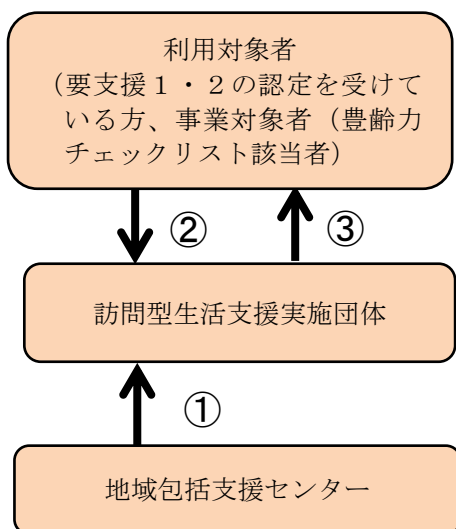 利用対象者
(要支援１・２の認定を受けて
いる方、事業対象者（豊齢力
チェックリスト該当者）
② ③
訪問型生活支援実施団体
①
地域包括支援センター